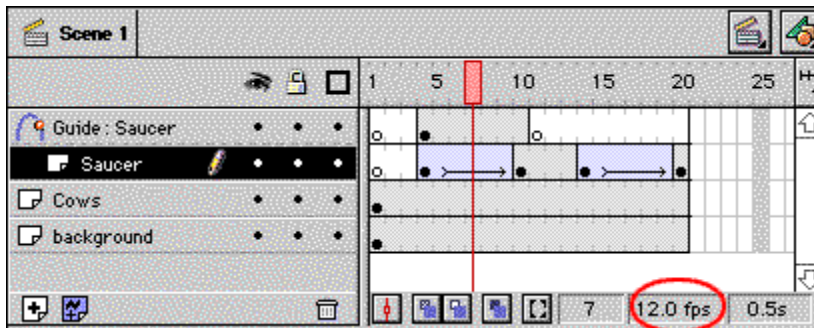 Scene 1
1 5 10 15 20 25
Guide : Saucer
Saucer
Cows
background
7 12.0 fps 0.5s